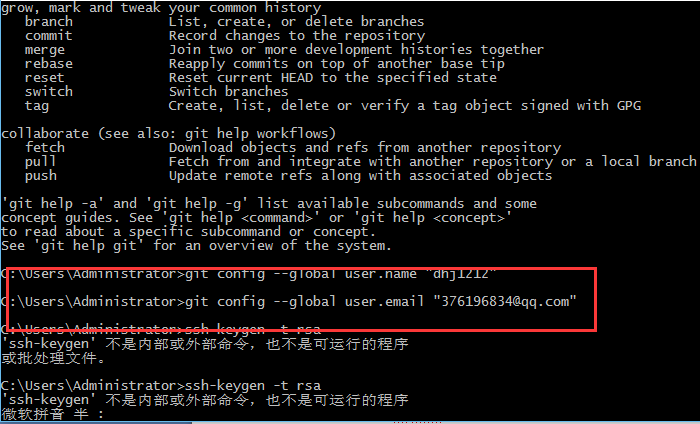 grow, mark and tweak your common history
branch List, create, or delete branches
commit Record changes to the repository
merge Join two or more development histories together
rebase Reapply commits on top of another base tip
reset Reset current HEAD to the specified state
switch Switch branches
tag Create, list, delete or verify a tag object signed with GPG
collaborate (see also: git help workflows)
fetch Download objects and refs from another repository
pull Fetch from and integrate with another repository or a local branch
push Update remote refs along with associated objects
'git help -a' and 'git help -g' list available subcommands and some
concept guides. See 'git help <command>' or 'git help <concept>'
to read about a specific subcommand or concept.
See 'git help git' for an overview of the system.
C:\Users\Administrator>git config --global user.name "dhj1212"
C:\Users\Administrator>git config --global user.email "376196834@qq.com"
C:\Users\Administrator>ssh-keygen -t rsa
'ssh-keygen' 不是内部或外部命令，也不是可运行的程序
或批处理文件。
C:\Users\Administrator>ssh-keygen -t rsa
'ssh-keygen' 不是内部或外部命令，也不是可运行的程序
微软拼音 半 :